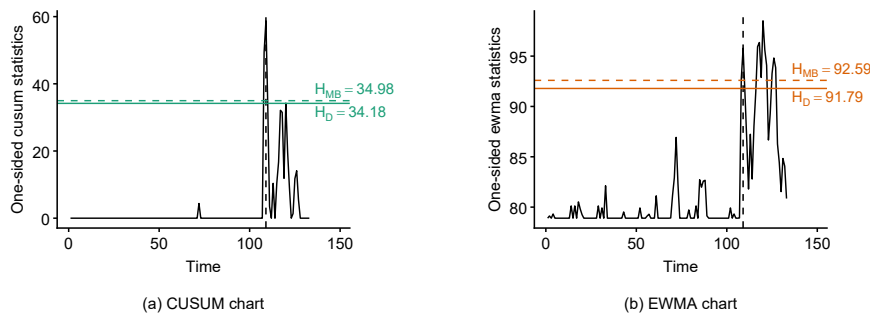 One-sided cusum statistics
60
40
20
0
H_MB = 34.98
H_D = 34.18
0
50
100
150
Time
(a) CUSUM chart
One-sided ewma statistics
95
90
85
80
H_MB = 92.59
H_D = 91.79
0
50
100
150
Time
(b) EWMA chart